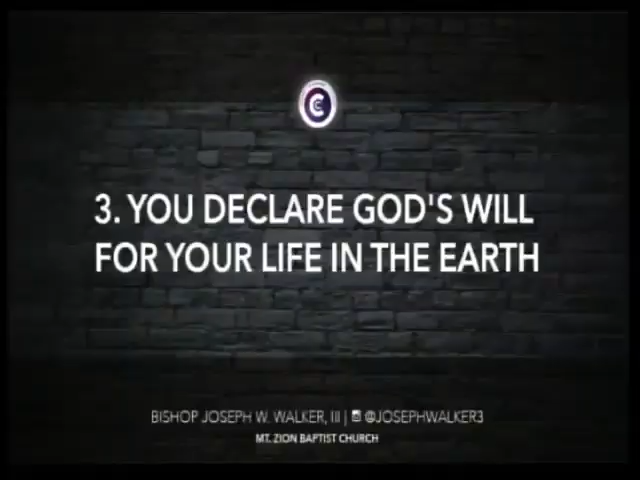 3. YOU DECLARE GOD'S WILL
FOR YOUR LIFE IN THE EARTH
BISHOP JOSEPH W. WALKER, III | @JOSEPHWALKER3
MT. ZION BAPTIST CHURCH